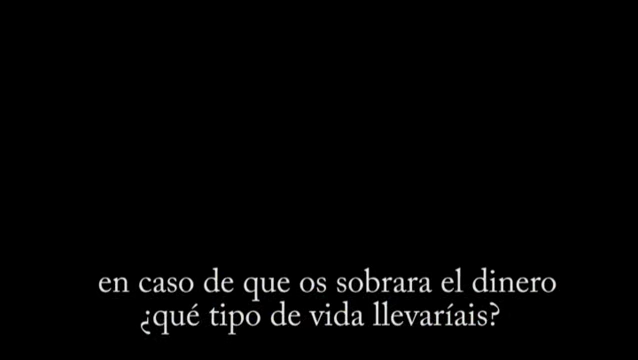 en caso de que os sobrara el dinero
¿qué tipo de vida llevaríais?